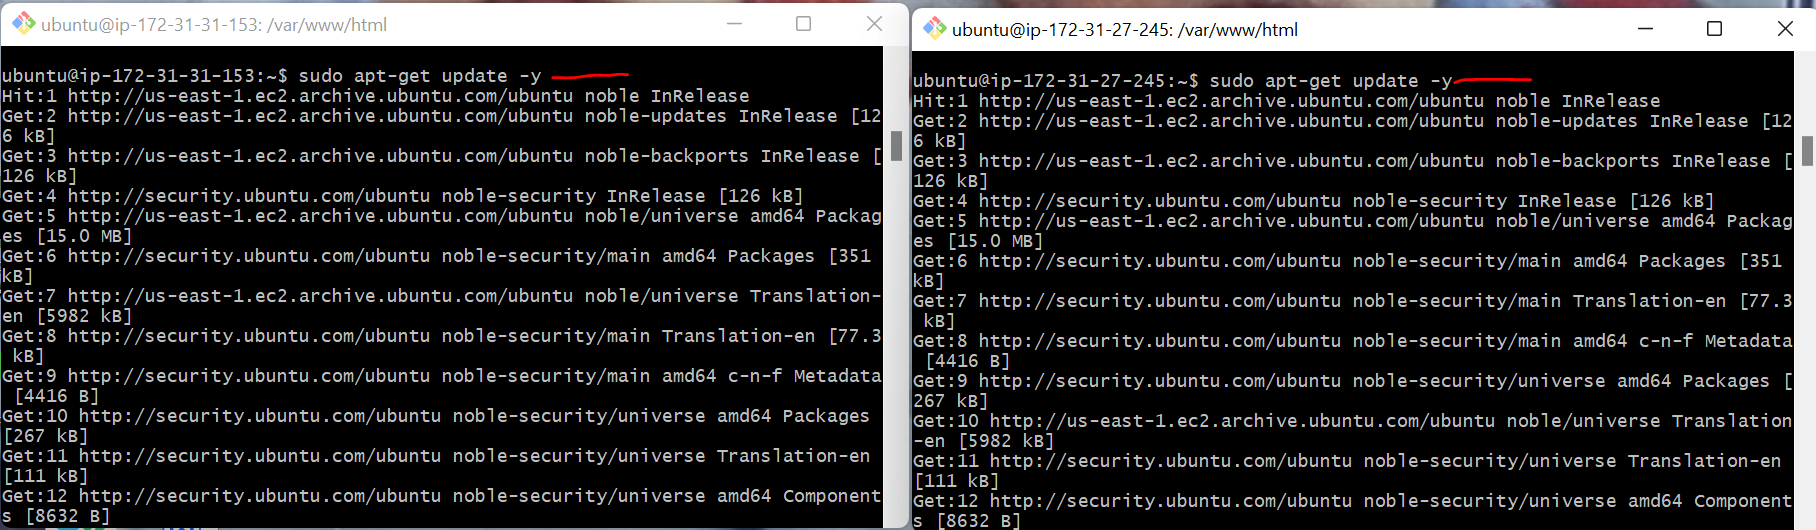 ubuntu@ip-172-31-31-153: /var/www/html
ubuntu@ip-172-31-31-153:~$ sudo apt-get update -y
Hit:1 http://us-east-1.ec2.archive.ubuntu.com/ubuntu noble InRelease
Get:2 http://us-east-1.ec2.archive.ubuntu.com/ubuntu noble-updates InRelease [12
6 kB]
Get:3 http://us-east-1.ec2.archive.ubuntu.com/ubuntu noble-backports InRelease [
126 kB]
Get:4 http://security.ubuntu.com/ubuntu noble-security InRelease [126 kB]
Get:5 http://us-east-1.ec2.archive.ubuntu.com/ubuntu noble/universe amd64 Packag
es [15.0 MB]
Get:6 http://security.ubuntu.com/ubuntu noble-security/main amd64 Packages [351
kB]
Get:7 http://us-east-1.ec2.archive.ubuntu.com/ubuntu noble/universe Translation-
en [5982 kB]
Get:8 http://security.ubuntu.com/ubuntu noble-security/main Translation-en [77.3
 kB]
Get:9 http://security.ubuntu.com/ubuntu noble-security/main amd64 c-n-f Metadata
 [4416 B]
Get:10 http://security.ubuntu.com/ubuntu noble-security/universe amd64 Packages
[267 kB]
Get:11 http://security.ubuntu.com/ubuntu noble-security/universe Translation-en
[111 kB]
Get:12 http://security.ubuntu.com/ubuntu noble-security/universe amd64 Component
s [8632 B]
ubuntu@ip-172-31-27-245: /var/www/html
ubuntu@ip-172-31-27-245:~$ sudo apt-get update -y
Hit:1 http://us-east-1.ec2.archive.ubuntu.com/ubuntu noble InRelease
Get:2 http://us-east-1.ec2.archive.ubuntu.com/ubuntu noble-updates InRelease [12
6 kB]
Get:3 http://us-east-1.ec2.archive.ubuntu.com/ubuntu noble-backports InRelease [
126 kB]
Get:4 http://security.ubuntu.com/ubuntu noble-security InRelease [126 kB]
Get:5 http://us-east-1.ec2.archive.ubuntu.com/ubuntu noble/universe amd64 Packag
es [15.0 MB]
Get:6 http://security.ubuntu.com/ubuntu noble-security/main amd64 Packages [351
kB]
Get:7 http://security.ubuntu.com/ubuntu noble-security/main Translation-en [77.3
 kB]
Get:8 http://security.ubuntu.com/ubuntu noble-security/main amd64 c-n-f Metadata
 [4416 B]
Get:9 http://security.ubuntu.com/ubuntu noble-security/universe amd64 Packages [
267 kB]
Get:10 http://us-east-1.ec2.archive.ubuntu.com/ubuntu noble/universe Translation
-en [5982 kB]
Get:11 http://security.ubuntu.com/ubuntu noble-security/universe Translation-en
[111 kB]
Get:12 http://security.ubuntu.com/ubuntu noble-security/universe amd64 Component
s [8632 B]